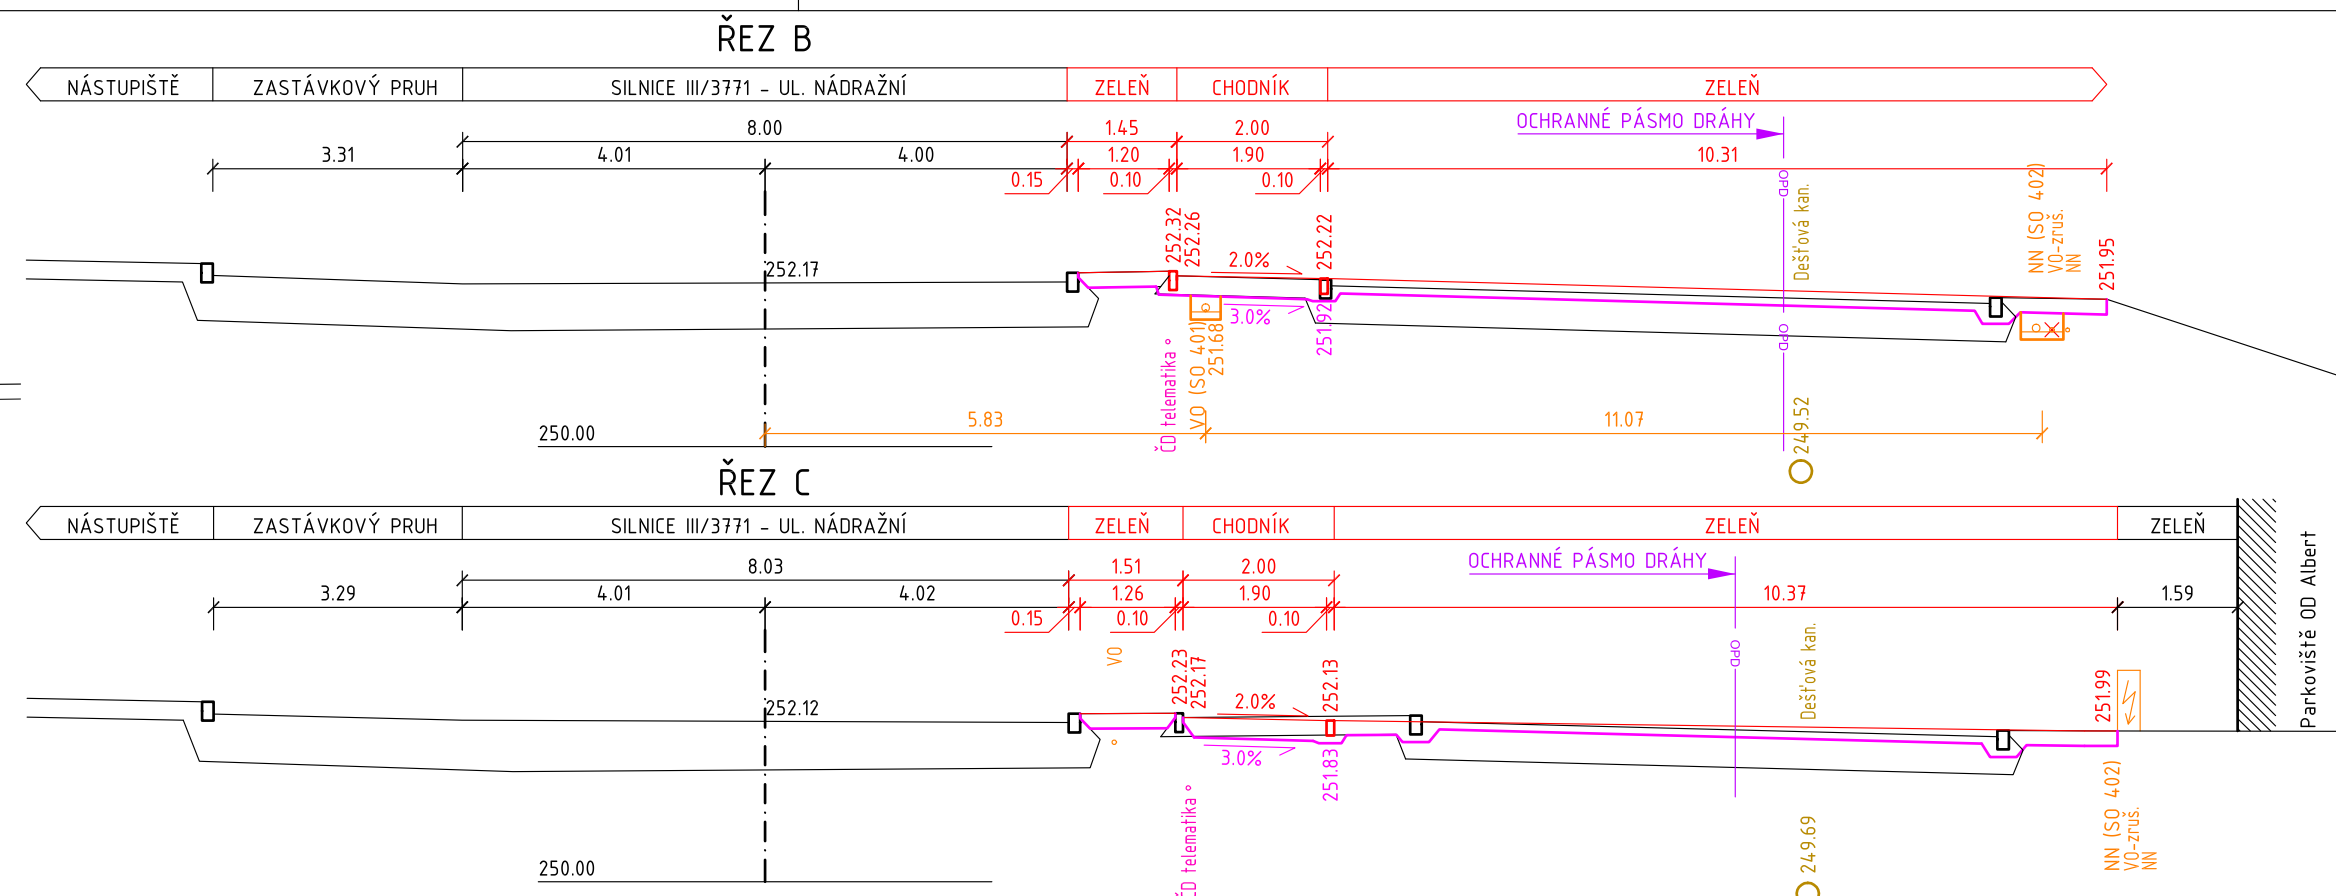 ŘEZ B
NÁSTUPIŠTĚ
ZASTÁVKOVÝ PRUH
SILNICE III/3771 - UL. NÁDRAŽNÍ
ZELEŇ
CHODNÍK
ZELEŇ
OCHRANNÉ PÁSMO DRÁHY
8.00
1.45
2.00
3.31
4.01
4.00
1.20
1.90
10.31
0.15
0.10
0.10
OPD
Dešťová kan.
NN (SO 402)
VO-zruš.
NN
252.32
252.26
252.22
251.95
252.17
2.0%
3.0%
251.92
OPD
ČD telematika
VO (SO 401)
251.68
5.83
11.07
249.52
250.00
ŘEZ C
NÁSTUPIŠTĚ
ZASTÁVKOVÝ PRUH
SILNICE III/3771 - UL. NÁDRAŽNÍ
ZELEŇ
CHODNÍK
ZELEŇ
ZELEŇ
OCHRANNÉ PÁSMO DRÁHY
8.03
1.51
2.00
3.29
4.01
4.02
1.26
1.90
10.37
1.59
0.15
0.10
0.10
VO
OPD
Dešťová kan.
Parkoviště OD Albert
252.23
252.17
252.13
251.99
252.12
2.0%
3.0%
251.83
ČD telematika
249.69
NN (SO 402)
VO-zruš.
NN
250.00